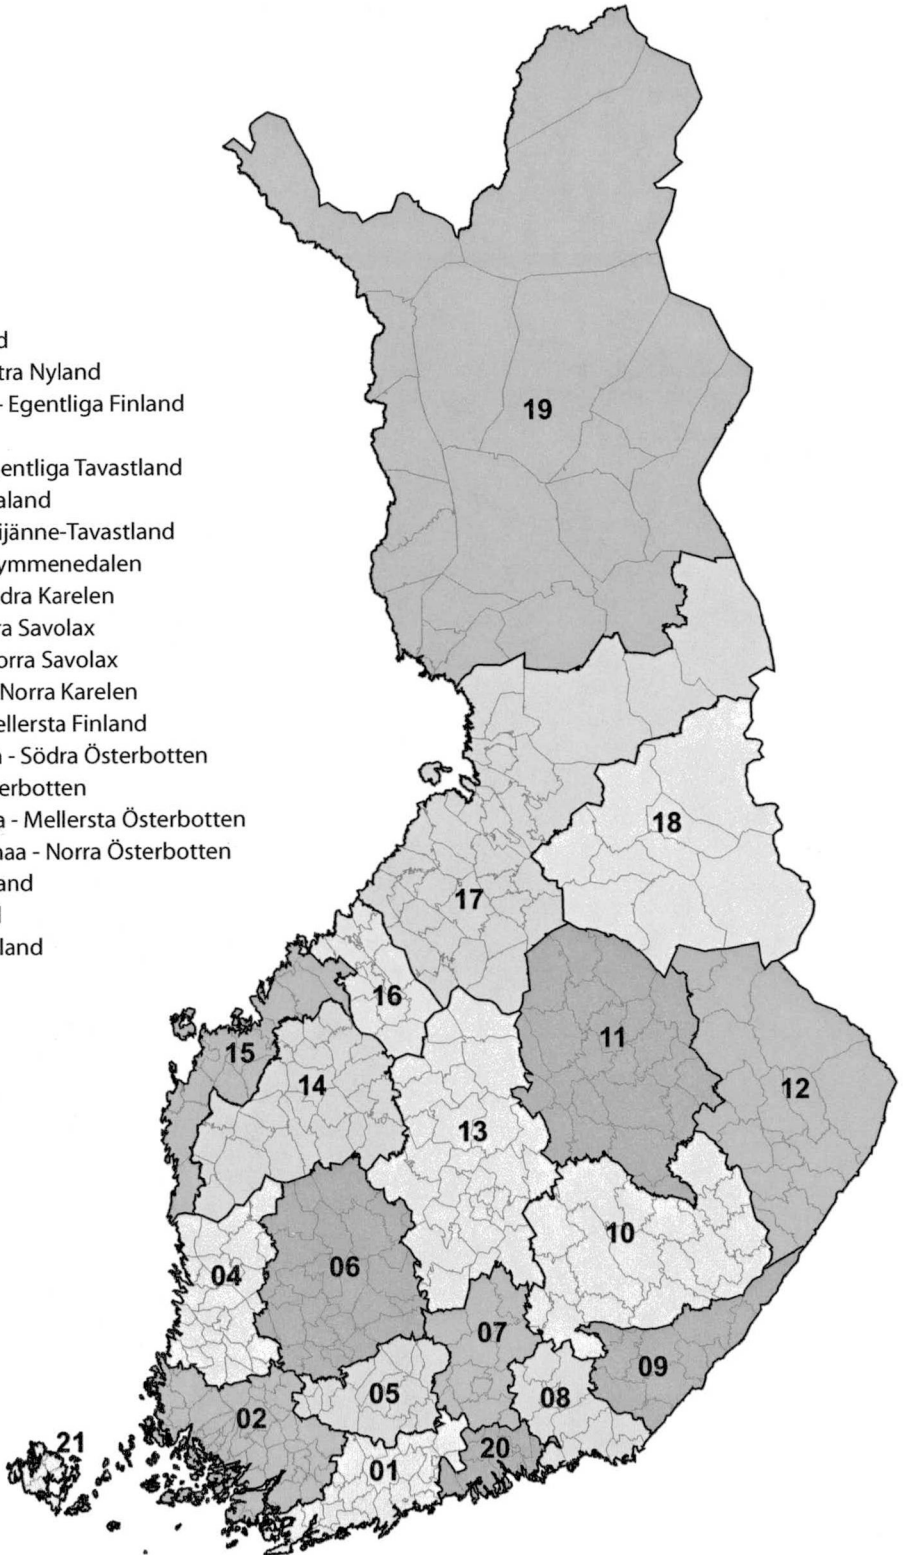 d
tra Nyland
- Egentliga Finland
entliga Tavastland
aland
ijänne-Tavastland
ymmenedalen
dra Karelen
ra Savolax
orra Savolax
Norra Karelen
ellersta Finland
a - Södra Österbotten
erbotten
a - Mellersta Österbotten
naa - Norra Österbotten
and
land
19
18
17
16
11
15
14
12
13
10
04
06
07
09
05
08
02
21
20
01